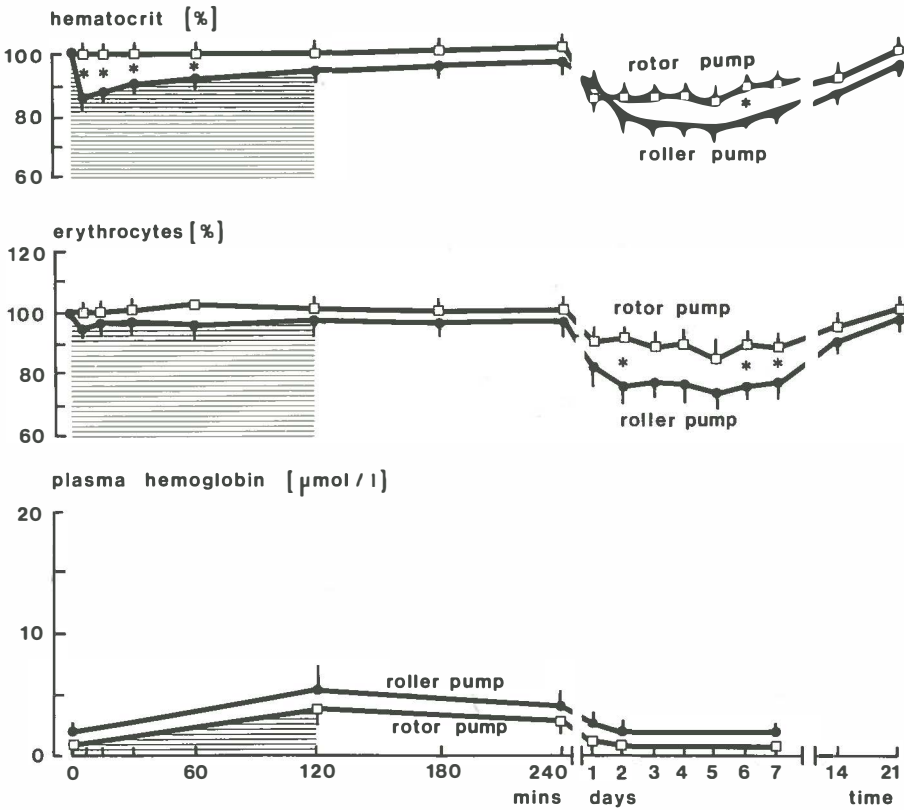 hematocrit [%]
100
80
60
rotor pump
roller pump
* * * *
*
erythrocytes [%]
120
100
80
60
rotor pump
roller pump
* * *
plasma hemoglobin [µmol / l]
20
10
0
roller pump
rotor pump
0 60 120 180 240 1 2 3 4 5 6 7 14 21
mins days time